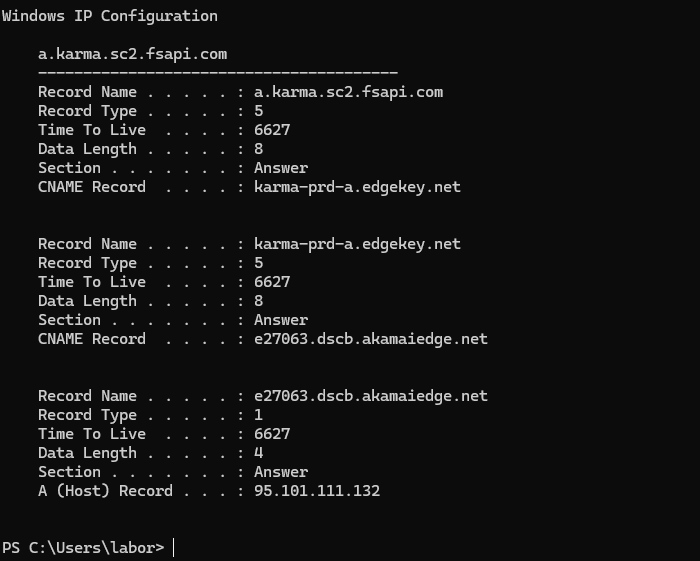 Windows IP Configuration
a.karma.sc2.fsapi.com
----------------------------------------
Record Name . . . . . : a.karma.sc2.fsapi.com
Record Type . . . . . : 5
Time To Live  . . . . : 6627
Data Length . . . . . : 8
Section . . . . . . . : Answer
CNAME Record  . . . . : karma-prd-a.edgekey.net
Record Name . . . . . : karma-prd-a.edgekey.net
Record Type . . . . . : 5
Time To Live  . . . . : 6627
Data Length . . . . . : 8
Section . . . . . . . : Answer
CNAME Record  . . . . : e27063.dscb.akamaiedge.net
Record Name . . . . . : e27063.dscb.akamaiedge.net
Record Type . . . . . : 1
Time To Live  . . . . : 6627
Data Length . . . . . : 4
Section . . . . . . . : Answer
A (Host) Record . . . : 95.101.111.132
PS C:\Users\labor>